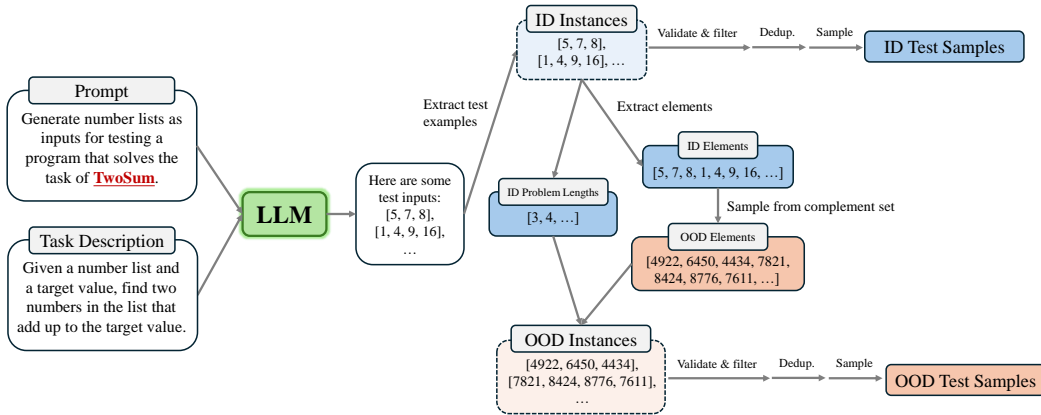 Prompt
Generate number lists as
inputs for testing a
program that solves the
task of TwoSum.
Task Description
Given a number list and
a target value, find two
numbers in the list that
add up to the target value.
LLM
Here are some
test inputs:
[5, 7, 8],
[1, 4, 9, 16],
…
Extract test
examples
ID Instances
[5, 7, 8],
[1, 4, 9, 16], …
Validate & filter
Dedup.
Sample
ID Test Samples
Extract elements
ID Elements
[5, 7, 8, 1, 4, 9, 16, …]
ID Problem Lengths
[3, 4, …]
Sample from complement set
OOD Elements
[4922, 6450, 4434, 7821,
8424, 8776, 7611, …]
OOD Instances
[4922, 6450, 4434],
[7821, 8424, 8776, 7611],
…
Validate & filter
Dedup.
Sample
OOD Test Samples